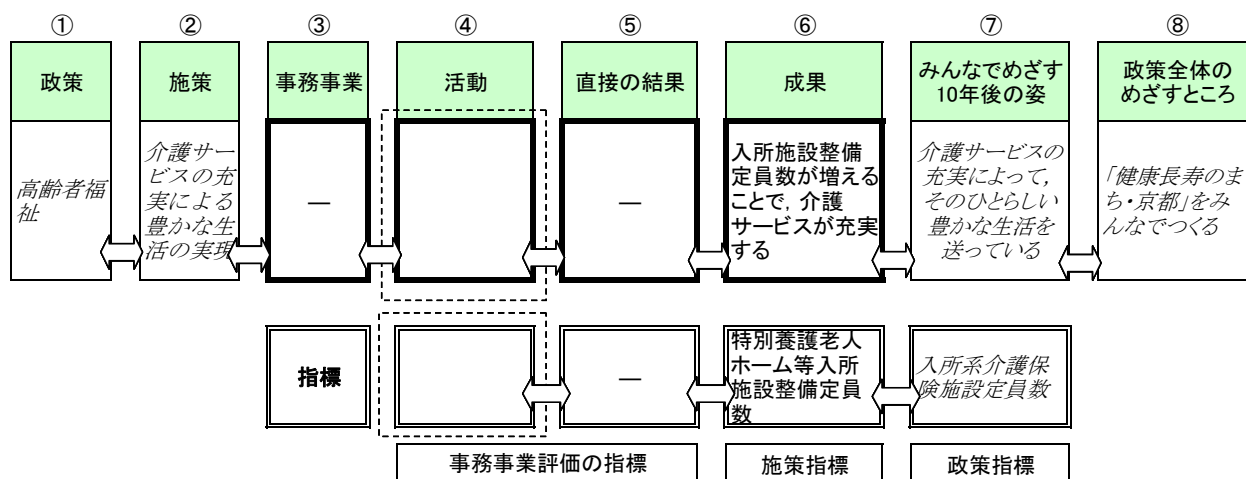 ①
②
③
④
⑤
⑥
⑦
⑧
政策
施策
事務事業
活動
直接の結果
成果
みんなでめざす
10年後の姿
政策全体の
めざすところ
高齢者福
祉
介護サー
ビスの充
実による
豊かな生
活の実現
―
―
入所施設整備
定員数が増える
ことで，介護
サービスが充実
する
介護サービスの
充実によって，
そのひとらしい
豊かな生活を
送っている
「健康長寿のま
ち・京都」をみ
んなでつくる
指標
―
特別養護老人
ホーム等入所
施設整備定員
数
入所系介護保
険施設定員数
事務事業評価の指標
施策指標
政策指標